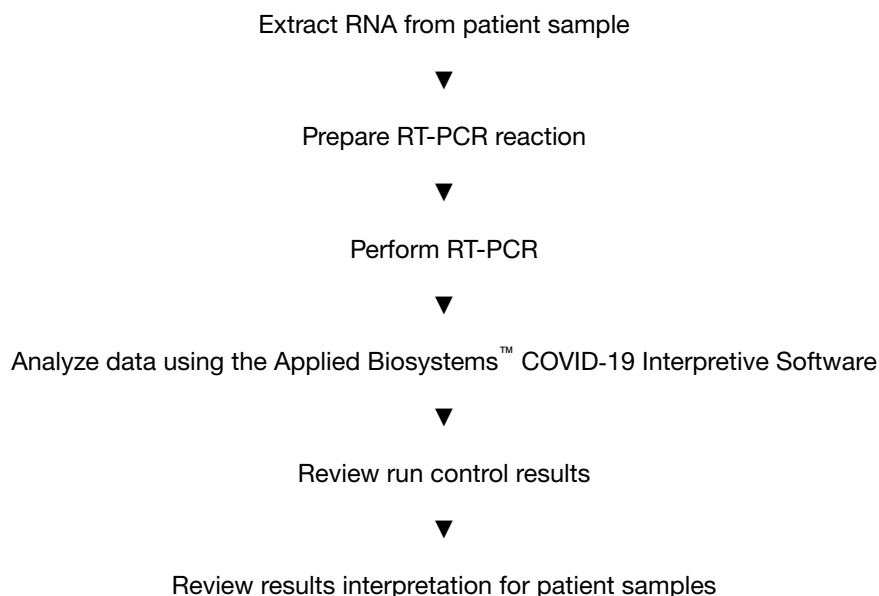 Extract RNA from patient sample
▼
Prepare RT-PCR reaction
▼
Perform RT-PCR
▼
Analyze data using the Applied Biosystems™ COVID-19 Interpretive Software
▼
Review run control results
▼
Review results interpretation for patient samples